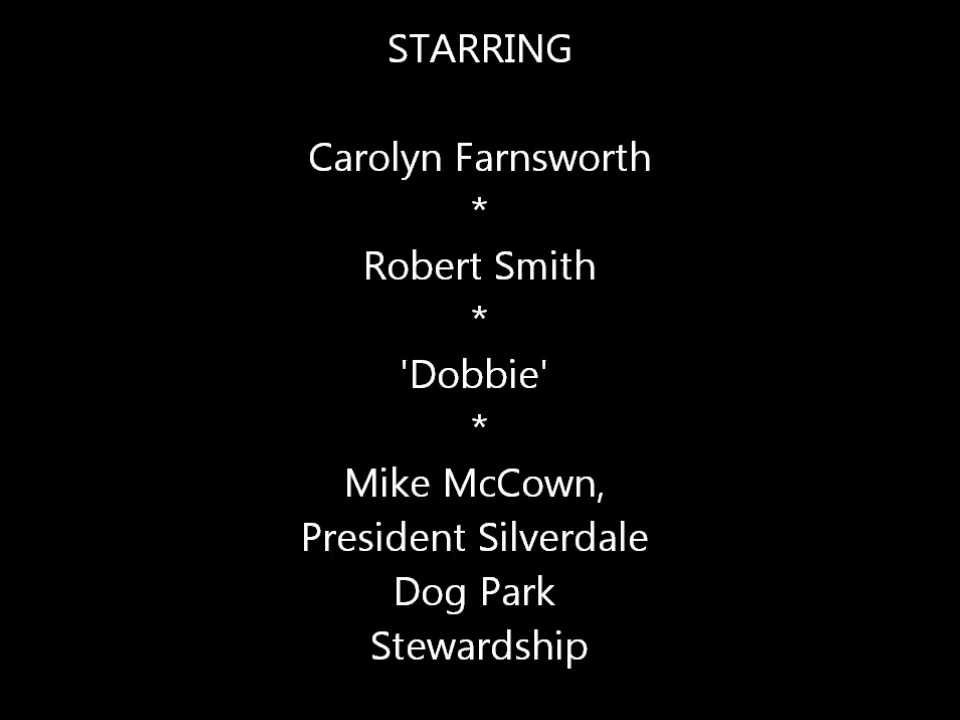 STARRING
Carolyn Farnsworth
*
Robert Smith
*
'Dobbie'
*
Mike McCown,
President Silverdale
Dog Park
Stewardship